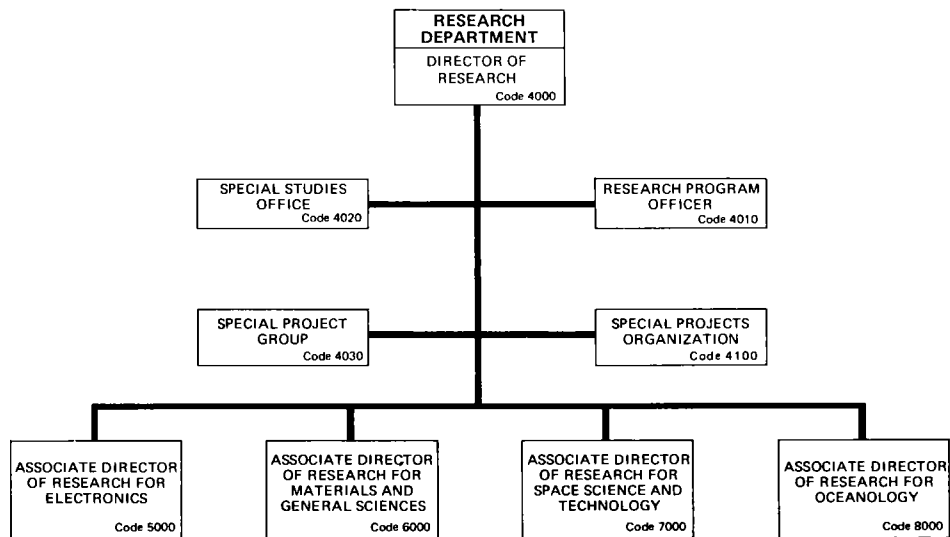 RESEARCH
DEPARTMENT
DIRECTOR OF
RESEARCH
Code 4000
SPECIAL STUDIES
OFFICE
Code 4020
RESEARCH PROGRAM
OFFICER
Code 4010
SPECIAL PROJECT
GROUP
Code 4030
SPECIAL PROJECTS
ORGANIZATION
Code 4100
ASSOCIATE DIRECTOR
OF RESEARCH FOR
ELECTRONICS
Code 5000
ASSOCIATE DIRECTOR
OF RESEARCH FOR
MATERIALS AND
GENERAL SCIENCES
Code 6000
ASSOCIATE DIRECTOR
OF RESEARCH FOR
SPACE SCIENCE AND
TECHNOLOGY
Code 7000
ASSOCIATE DIRECTOR
OF RESEARCH FOR
OCEANOLOGY
Code 8000